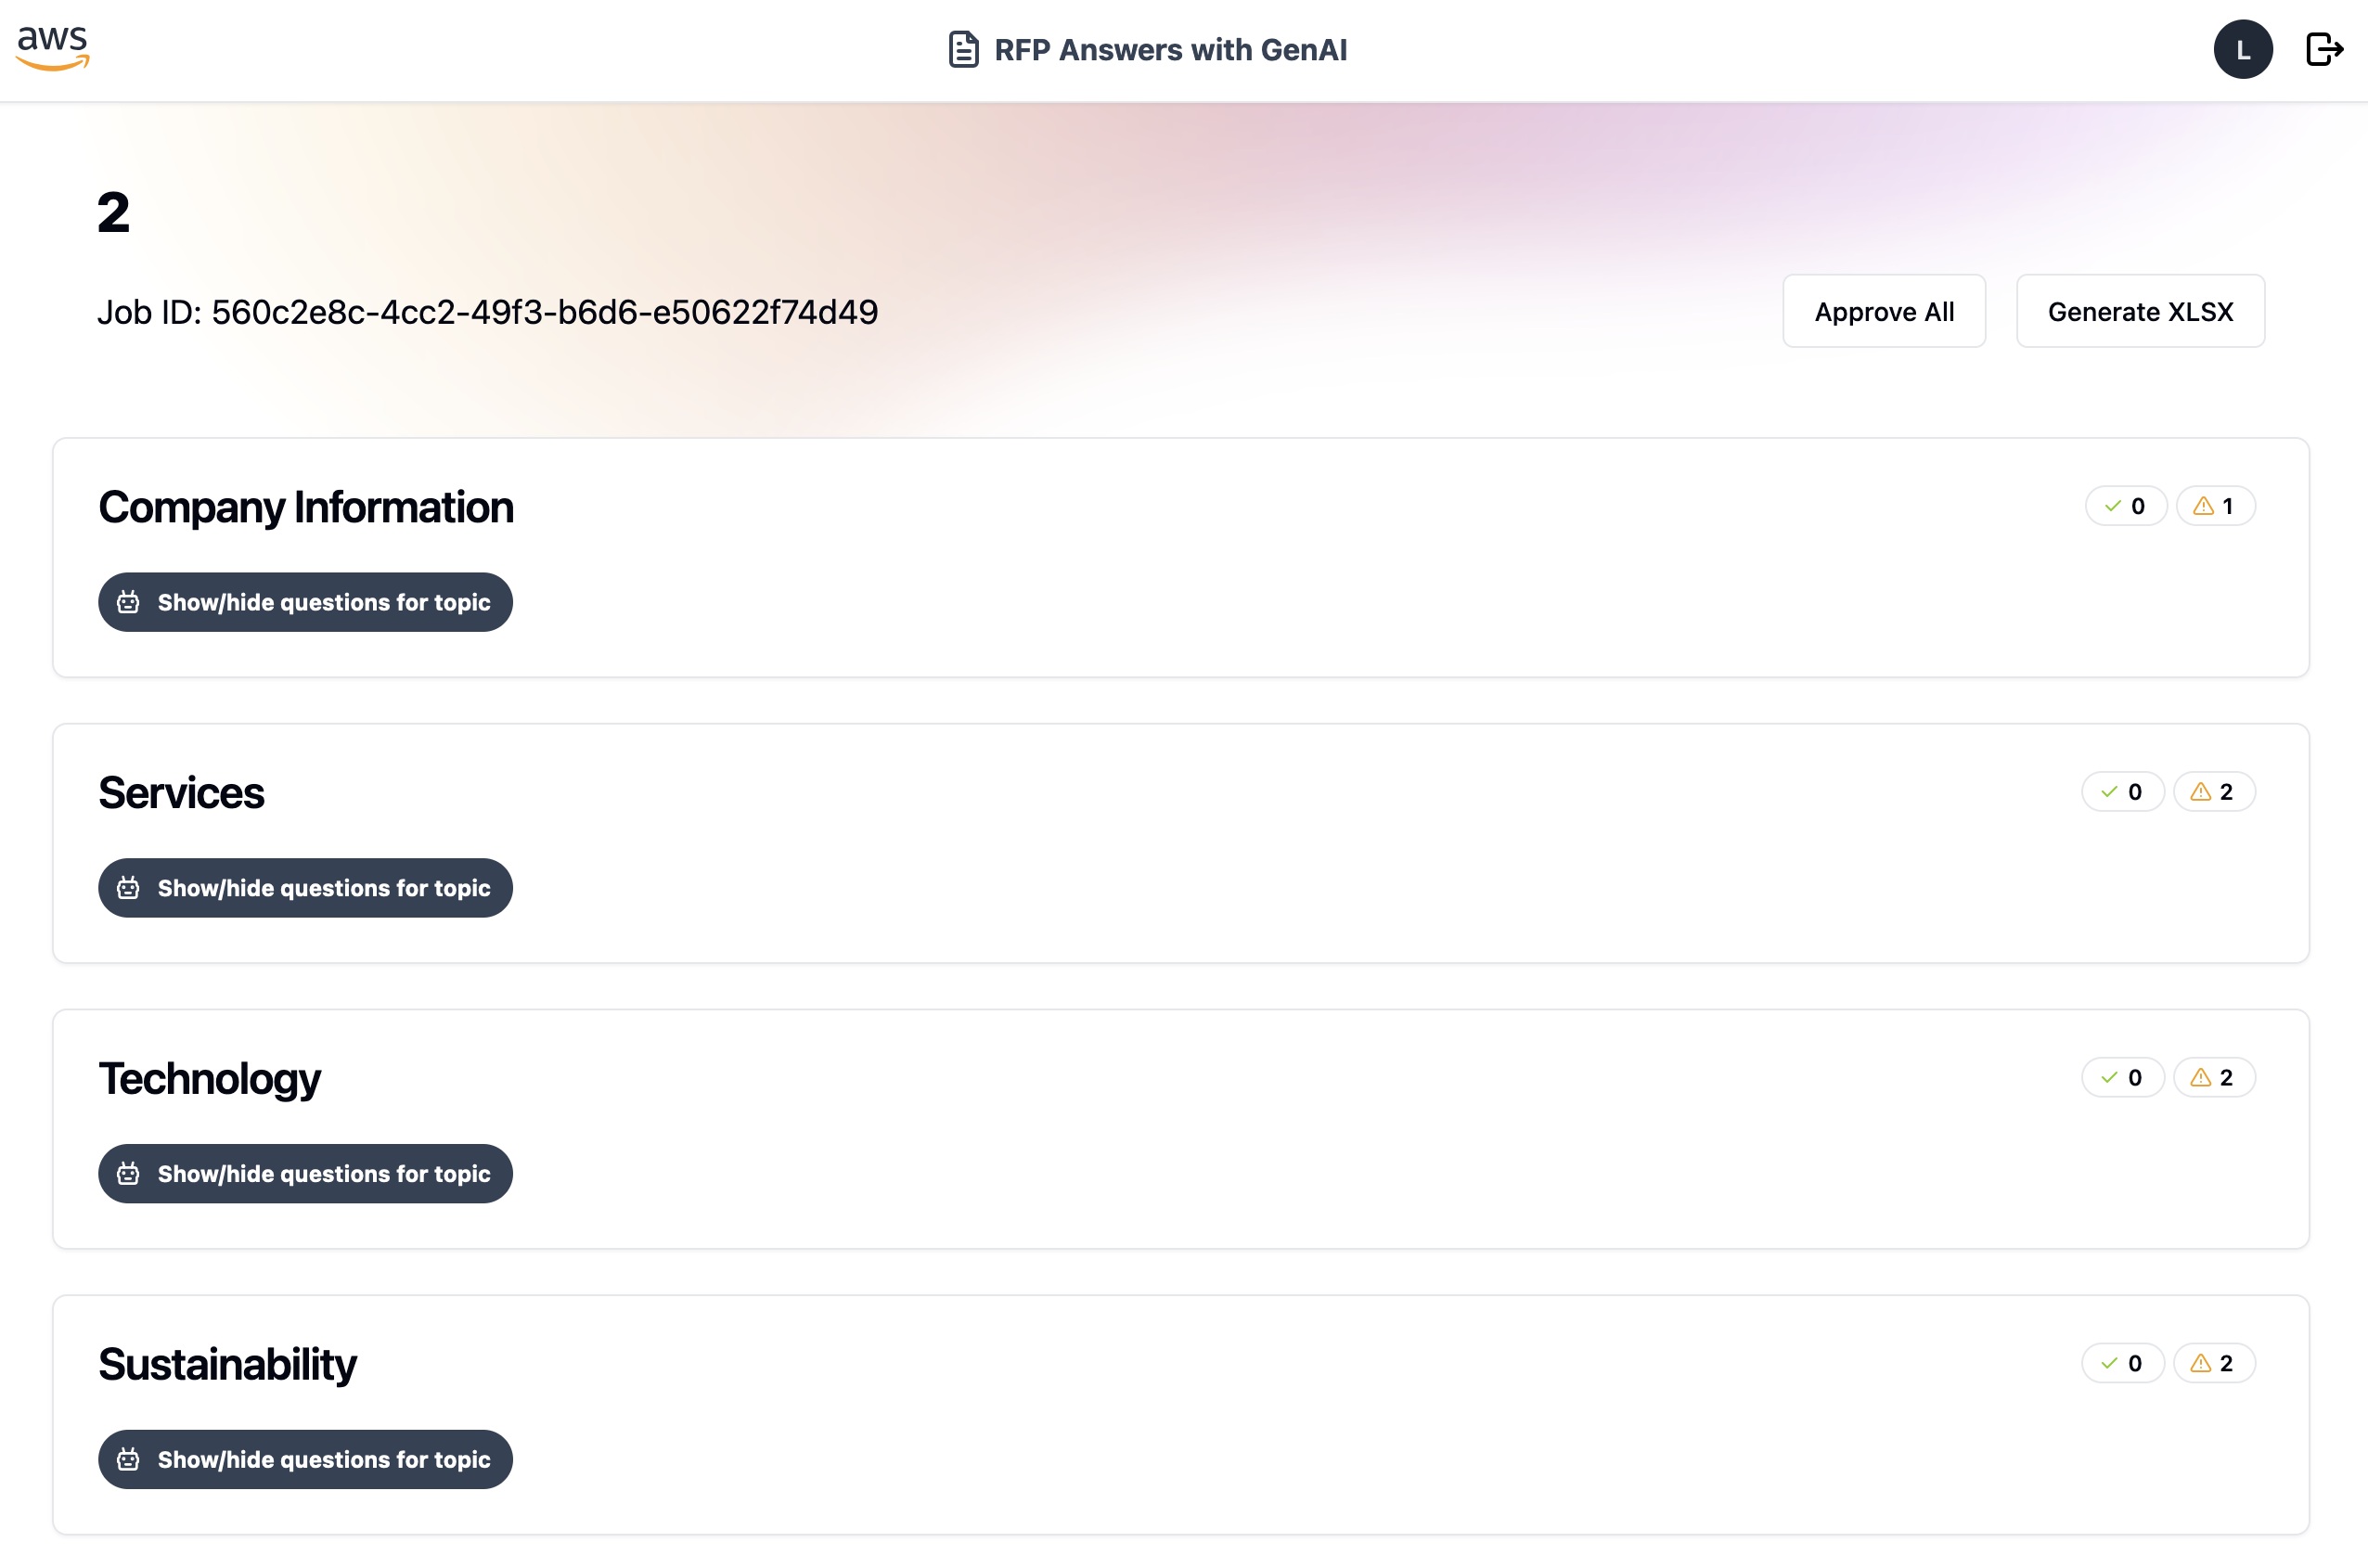 aws
RFP Answers with GenAI
L
2
Job ID: 560c2e8c-4cc2-49f3-b6d6-e50622f74d49
Approve All
Generate XLSX
Company Information
0
1
Show/hide questions for topic
Services
0
2
Show/hide questions for topic
Technology
0
2
Show/hide questions for topic
Sustainability
0
2
Show/hide questions for topic